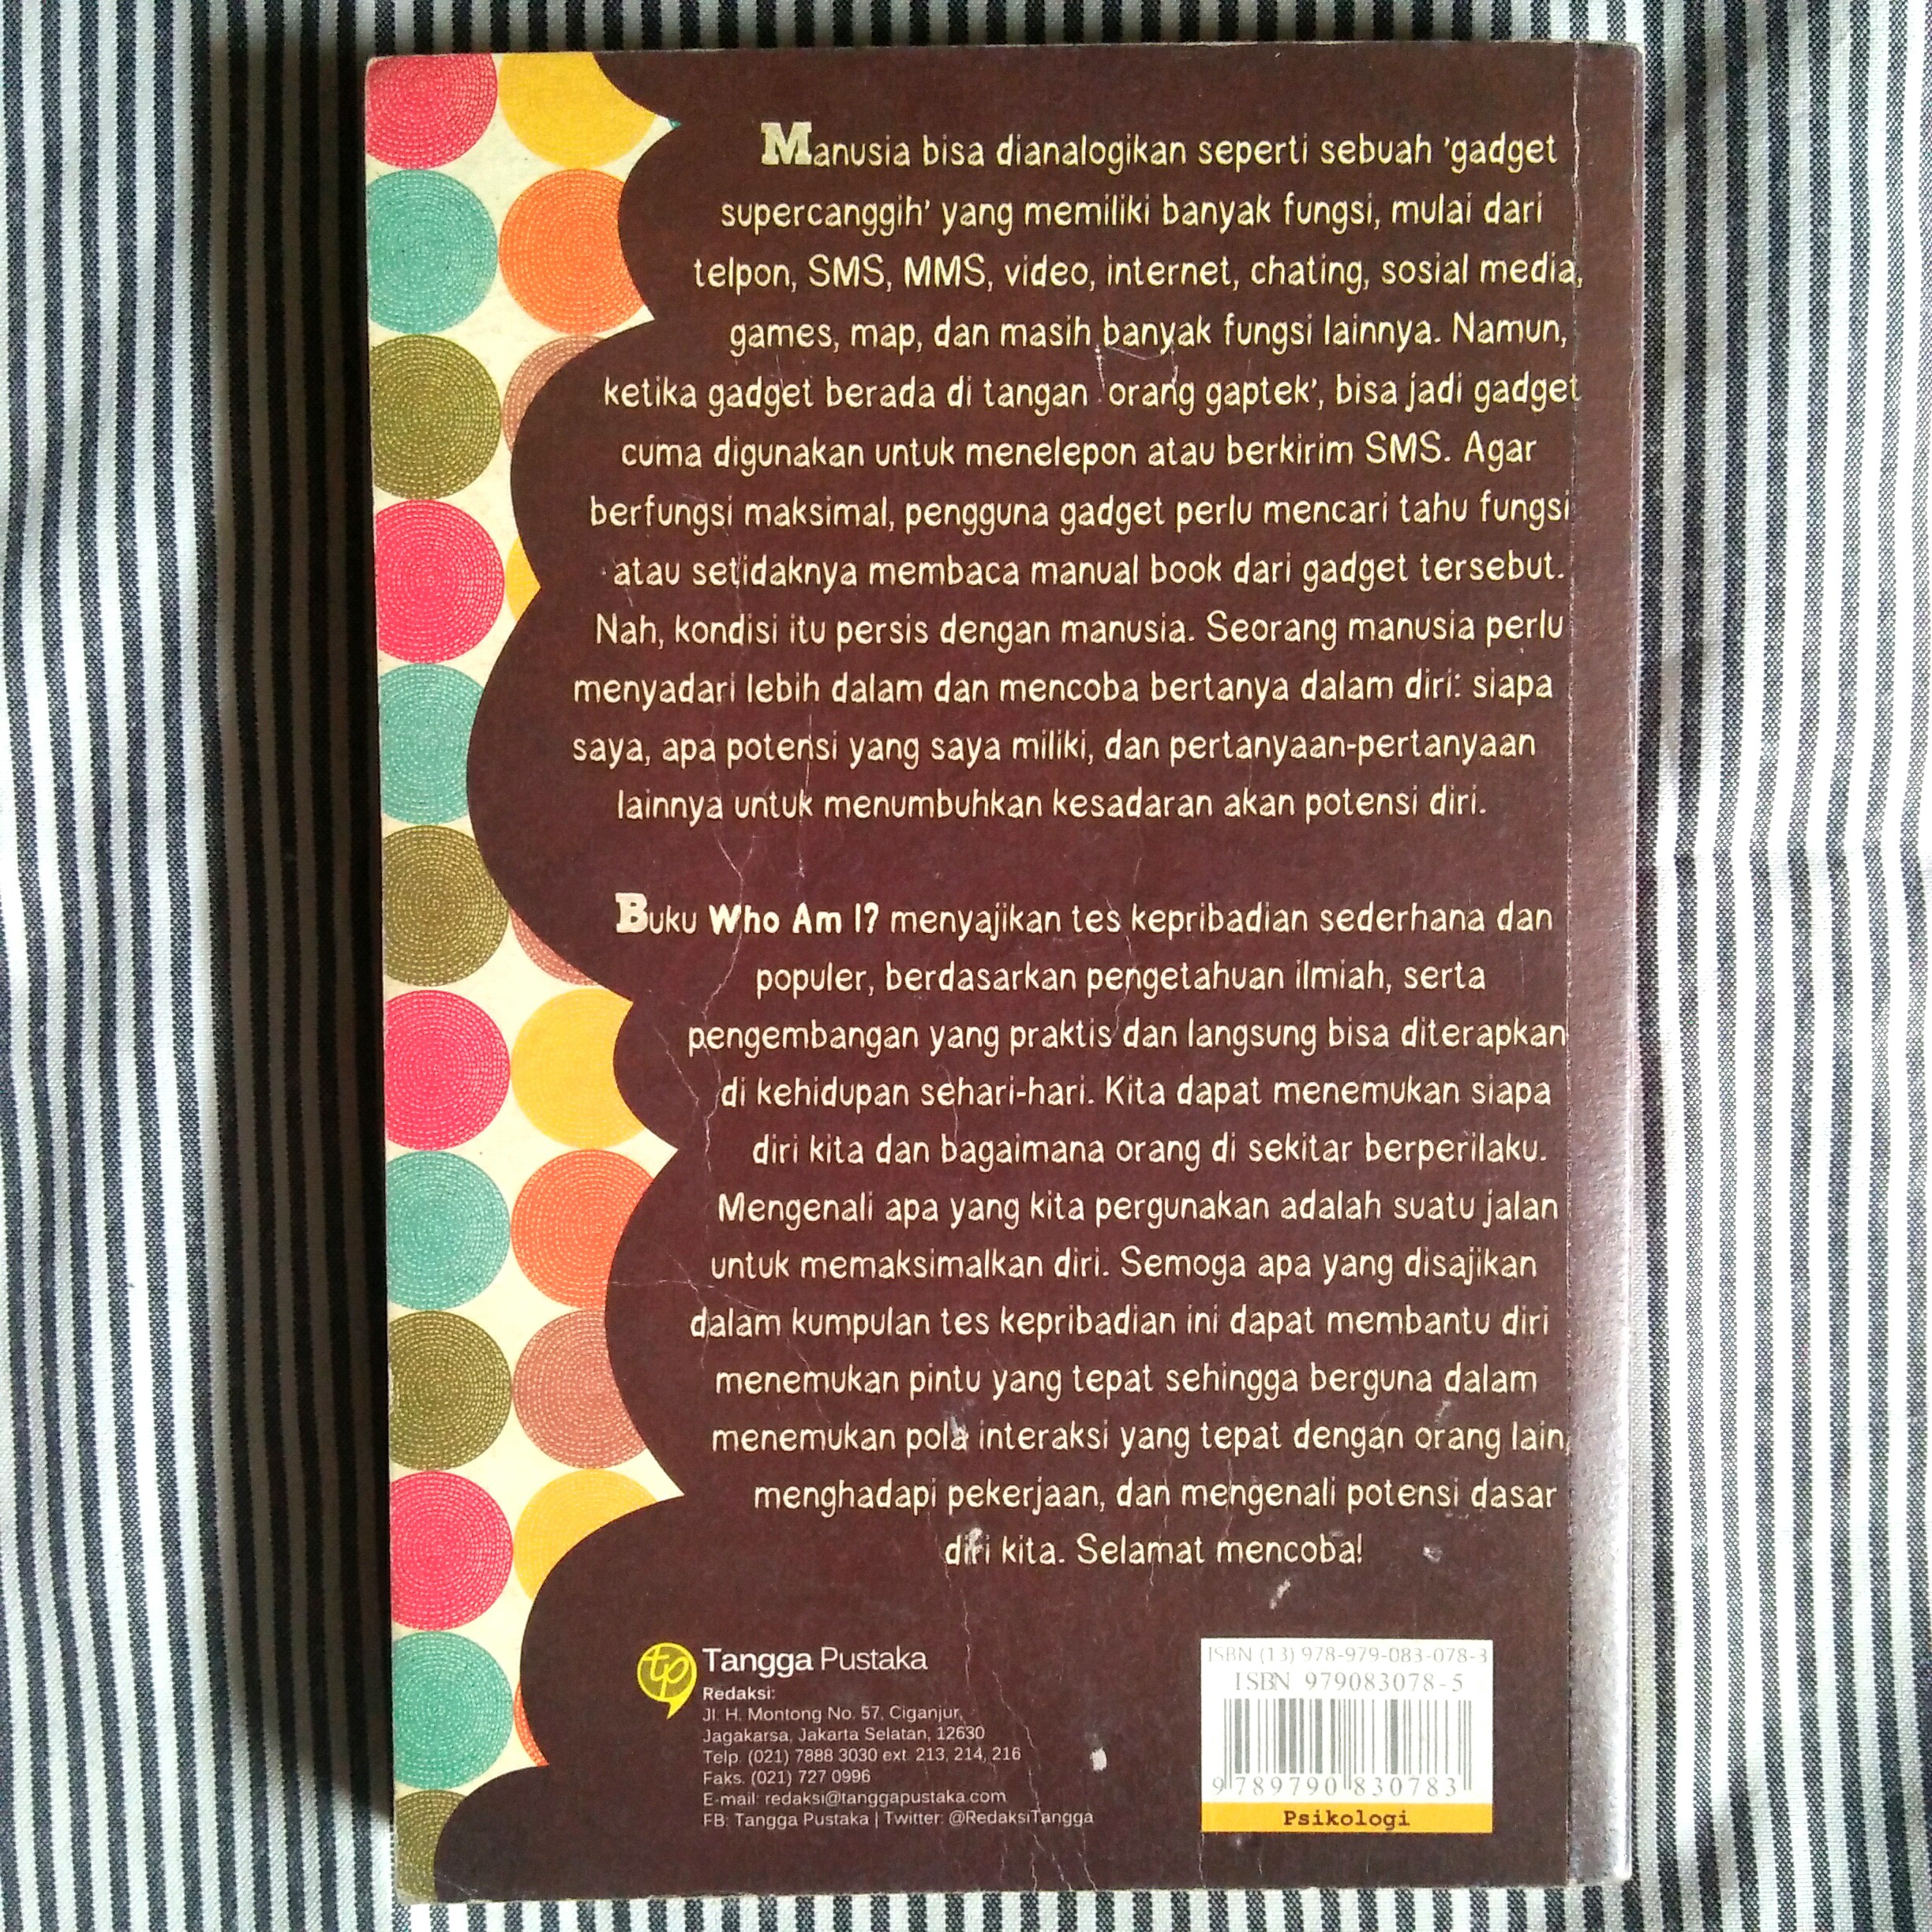 Manusia bisa dianalogikan seperti sebuah 'gadget
supercanggih' yang memiliki banyak fungsi, mulai dari
telpon, SMS, MMS, video, internet, chating, sosial media,
games, map, dan masih banyak fungsi lainnya. Namun,
ketika gadget berada di tangan 'orang gaptek', bisa jadi gadget
cuma digunakan untuk menelepon atau berkirim SMS. Agar
berfungsi maksimal, pengguna gadget perlu mencari tahu fungsi
atau setidaknya membaca manual book dari gadget tersebut.
Nah, kondisi itu persis dengan manusia. Seorang manusia perlu
menyadari lebih dalam dan mencoba bertanya dalam diri: siapa
saya, apa potensi yang saya miliki, dan pertanyaan-pertanyaan
lainnya untuk menumbuhkan kesadaran akan potensi diri.
Buku Who Am I? menyajikan tes kepribadian sederhana dan
populer, berdasarkan pengetahuan ilmiah, serta
pengembangan yang praktis dan langsung bisa diterapkan
di kehidupan sehari-hari. Kita dapat menemukan siapa
diri kita dan bagaimana orang di sekitar berperilaku.
Mengenali apa yang kita pergunakan adalah suatu jalan
untuk memaksimalkan diri. Semoga apa yang disajikan
dalam kumpulan tes kepribadian ini dapat membantu diri
menemukan pintu yang tepat sehingga berguna dalam
menemukan pola interaksi yang tepat dengan orang lain,
menghadapi pekerjaan, dan mengenali potensi dasar
diri kita. Selamat mencoba!
tp
Tangga Pustaka
Redaksi:
Jl. H. Montong No. 57, Ciganjur,
Jagakarsa, Jakarta Selatan, 12630
Telp. (021) 7888 3030 ext. 213, 214, 216
Faks. (021) 727 0996
E-mail: redaksi@tanggapustaka.com
FB: Tangga Pustaka | Twitter: @RedaksiTangga
ISBN (13) 978-979-083-078-3
ISBN 979083078-5
9 789790 830783
Psikologi